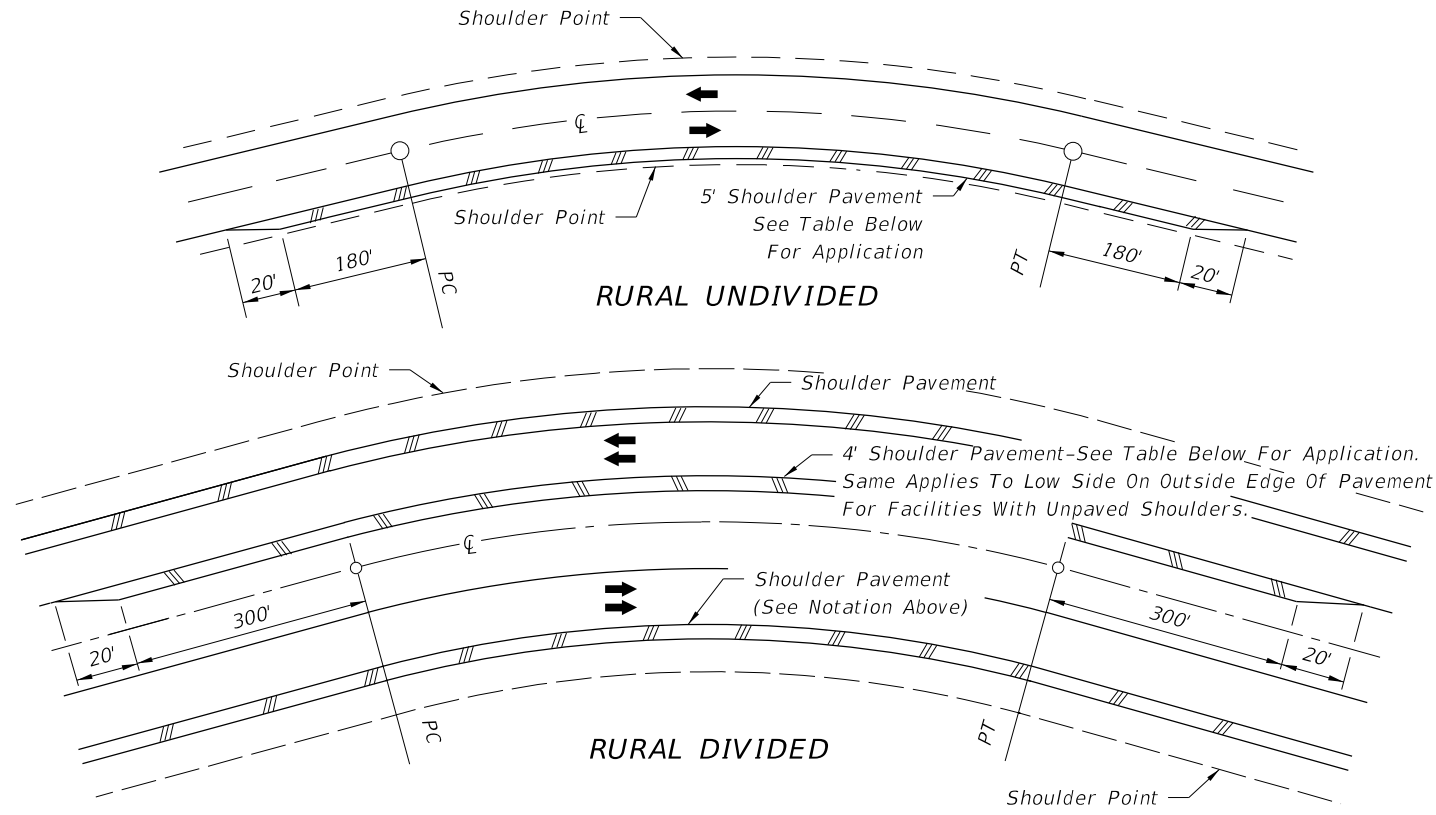 Shoulder Point
℄
Shoulder Point
5' Shoulder Pavement
See Table Below
For Application
20'
180'
PC
PT
180'
20'
RURAL UNDIVIDED
Shoulder Point
Shoulder Pavement
4' Shoulder Pavement-See Table Below For Application.
Same Applies To Low Side On Outside Edge Of Pavement
For Facilities With Unpaved Shoulders.
℄
Shoulder Pavement
(See Notation Above)
20'
300'
PC
PT
300'
20'
RURAL DIVIDED
Shoulder Point